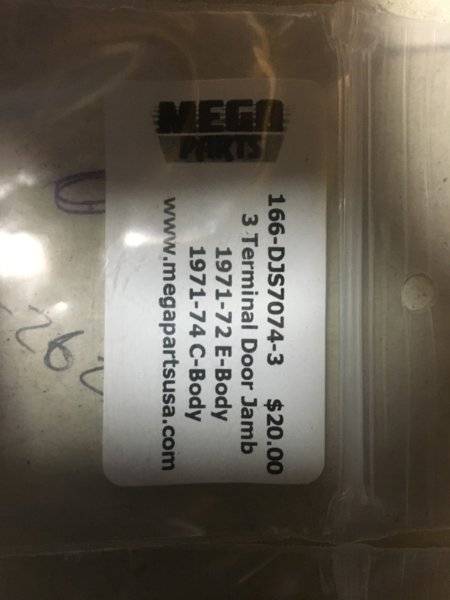 MEGA
PARTS
166-DJS7074-3 $20.00
3 Terminal Door Jamb
1971-72 E-Body
1971-74 C-Body
www.megapartsusa.com